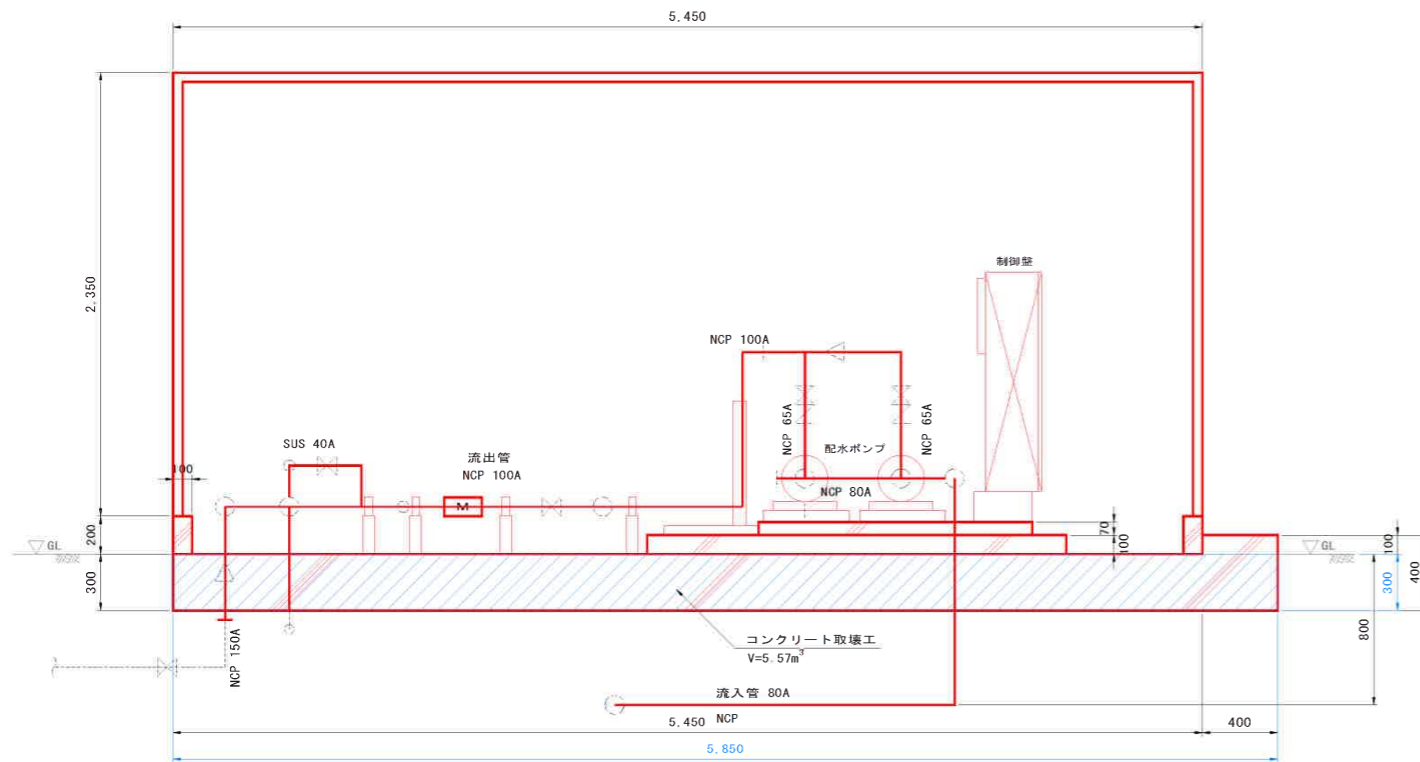 5,450
2,350
制御盤
NCP 100A
NCP 65A
NCP 65A
配水ポンプ
SUS 40A
流出管
NCP 100A
100
NCP 80A
M
70
100
200
GL
GL
100
300
300
400
800
コンクリート取壊工
V=5.57m³
NCP 150A
流入管 80A
NCP
5,450
400
5,850